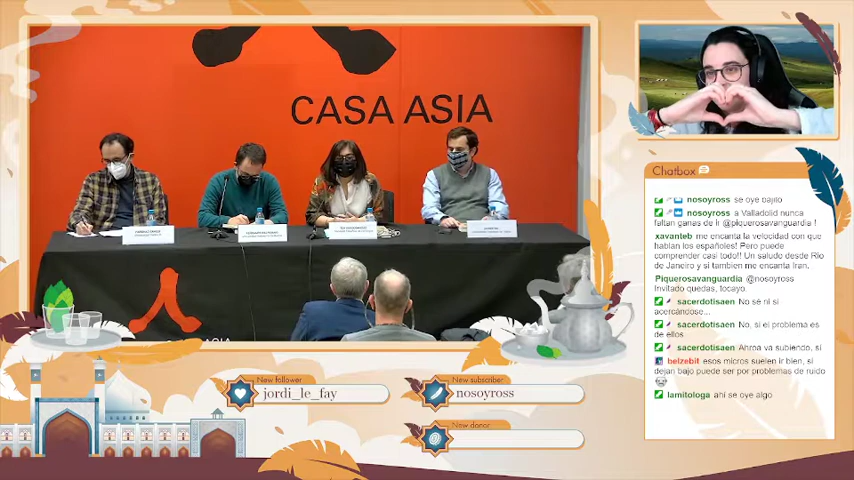 CASA ASIA
Chatbox
nosoyross se oye bajito
nosoyross a Valladolid nunca
faltan ganas de ir @piquerosavanguardia !
xavanteb me encanta la velocidad con que
hablan los españoles! Pero puede
comprender casi todo!! Un saludo desde Rio
de Janeiro y si tambien me encanta Iran.
Piquerosavanguardia @nosoyross
Invitado quedas, tocayo
sacerdotisaen No sé ni si
acercándose...
sacerdotisaen No, si el problema es
de ellos
sacerdotisaen Ahroa va subiendo, sí
belzebit esos micros suelen ir bien, si
dejan bajo puede ser por problemas de ruido
lamitologa ahí se oye algo
New follower
jordi_le_fay
New subscriber
nosoyross
New donor